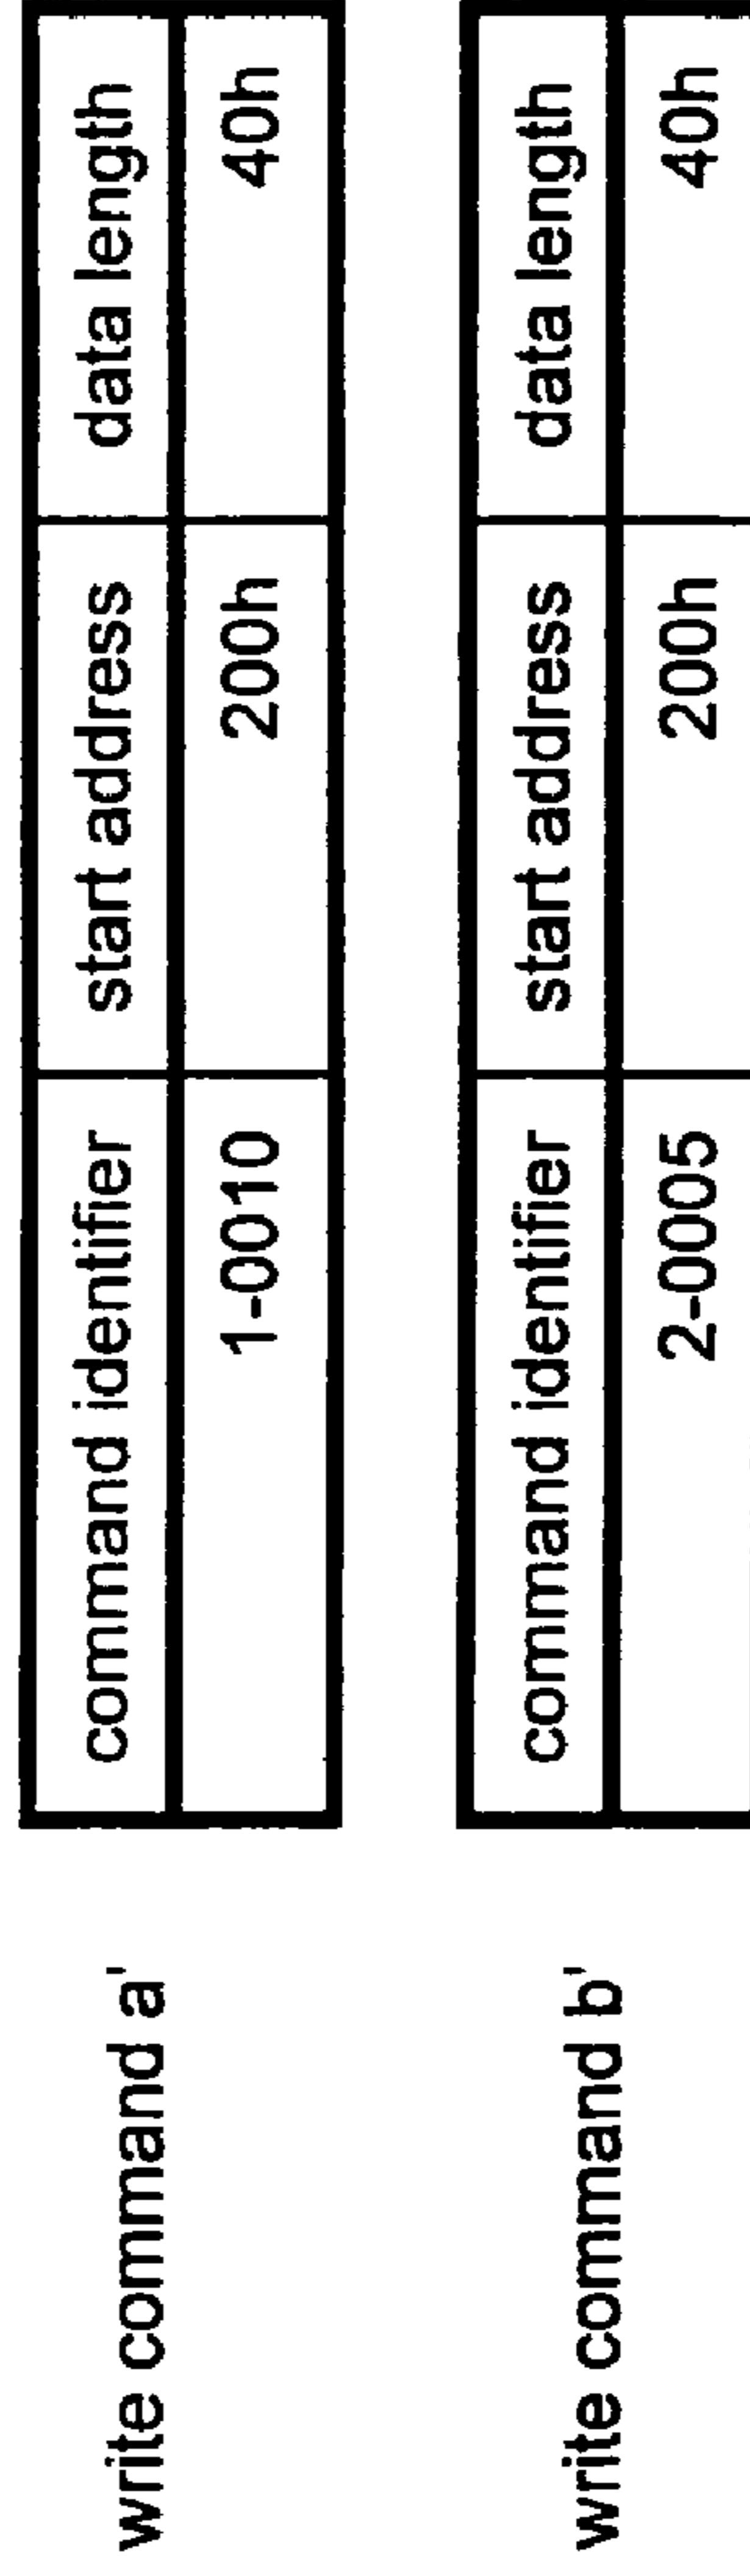 write command a'
command identifier start address data length
1-0010 200h 40h
write command b'
command identifier start address data length
2-0005 200h 40h